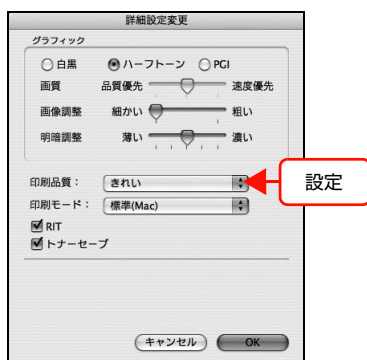 詳細設定変更
グラフィック
白黒 ハーフトーン PGI
画質 品質優先 速度優先
画像調整 細かい 粗い
明暗調整 薄い 濃い
印刷品質： きれい 設定
印刷モード： 標準(Mac)
RIT
トナーセーブ
キャンセル OK